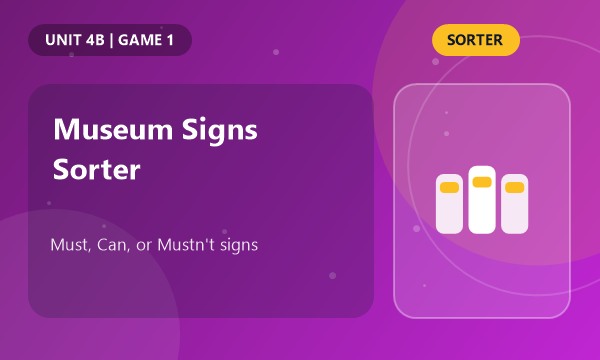 UNIT 4B | GAME 1
SORTER
Museum Signs
Sorter
Must, Can, or Mustn't signs